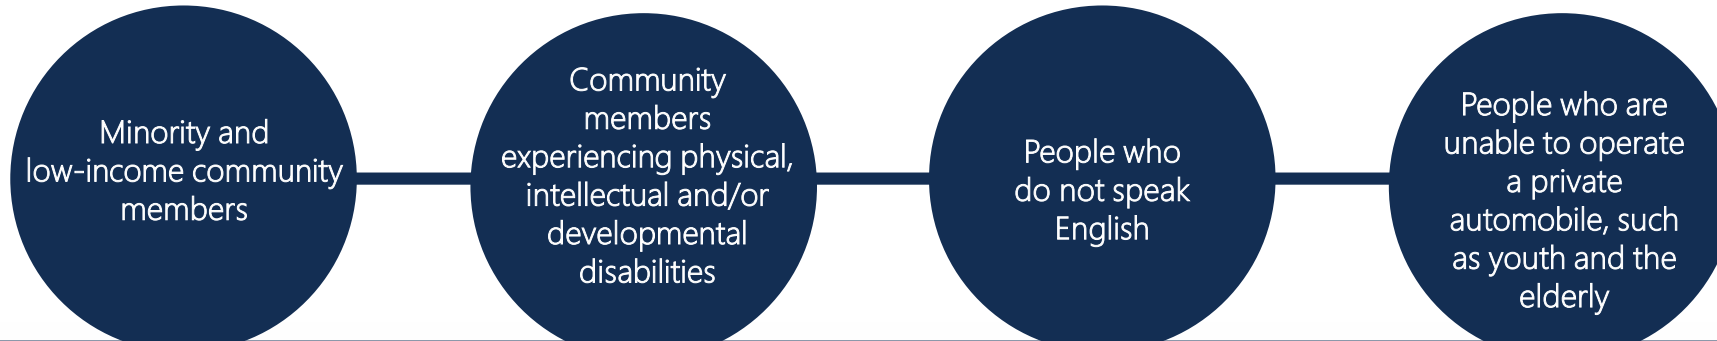 Minority and
low-income community
members
Community
members
experiencing physical,
intellectual and/or
developmental
disabilities
People who
do not speak
English
People who are
unable to operate
a private
automobile, such
as youth and the
elderly